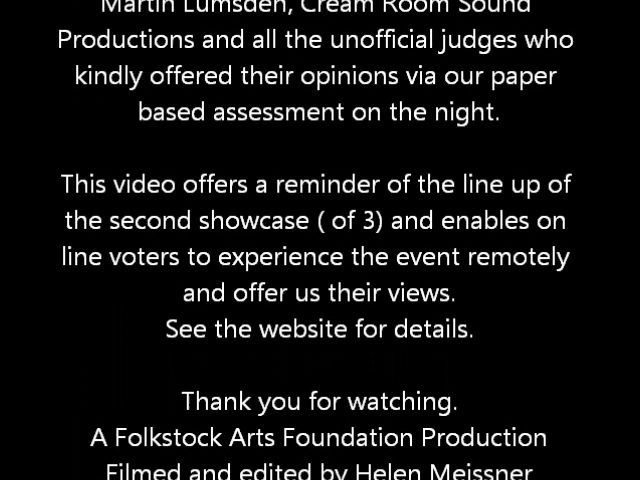 Martin Lumsden, Cream Room Sound
Productions and all the unofficial judges who
kindly offered their opinions via our paper
based assessment on the night.
This video offers a reminder of the line up of
the second showcase ( of 3) and enables on
line voters to experience the event remotely
and offer us their views.
See the website for details.
Thank you for watching.
A Folkstock Arts Foundation Production
Filmed and edited by Helen Meissner